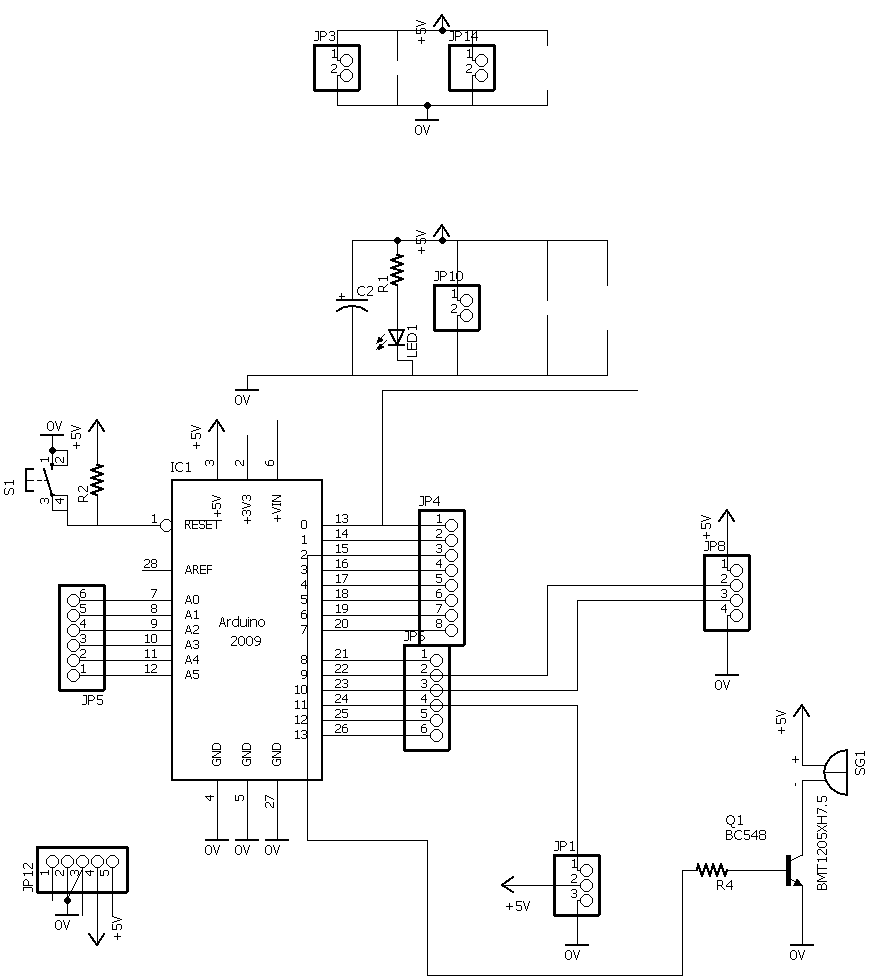 +5V
JP3
JP14
1
2
1
2
0V
+5V
JP10
R1
+
C2
1
2
LED1
0V
0V
+5V
+5V
S1
1
2
3
4
R2
IC1
3
2
6
+5V
+3V3
+VIN
1
RESET
28
AREF
7
A0
8
A1
9
A2
10
A3
11
A4
12
A5
6
5
4
3
2
1
JP5
Arduino
2009
0
13
1
14
2
15
3
16
4
17
5
18
6
19
7
20
8
21
9
22
10
23
11
24
12
25
13
26
JP4
1
2
3
4
5
6
7
8
JP6
1
2
3
4
5
6
+5V
JP8
1
2
3
4
0V
GND
GND
GND
4
5
27
0V
0V
0V
JP12
1
2
3
4
5
0V
+5V
JP1
1
2
3
+5V
0V
+5V
+
-
SG1
BMT1205XH7.5
Q1
BC548
R4
0V